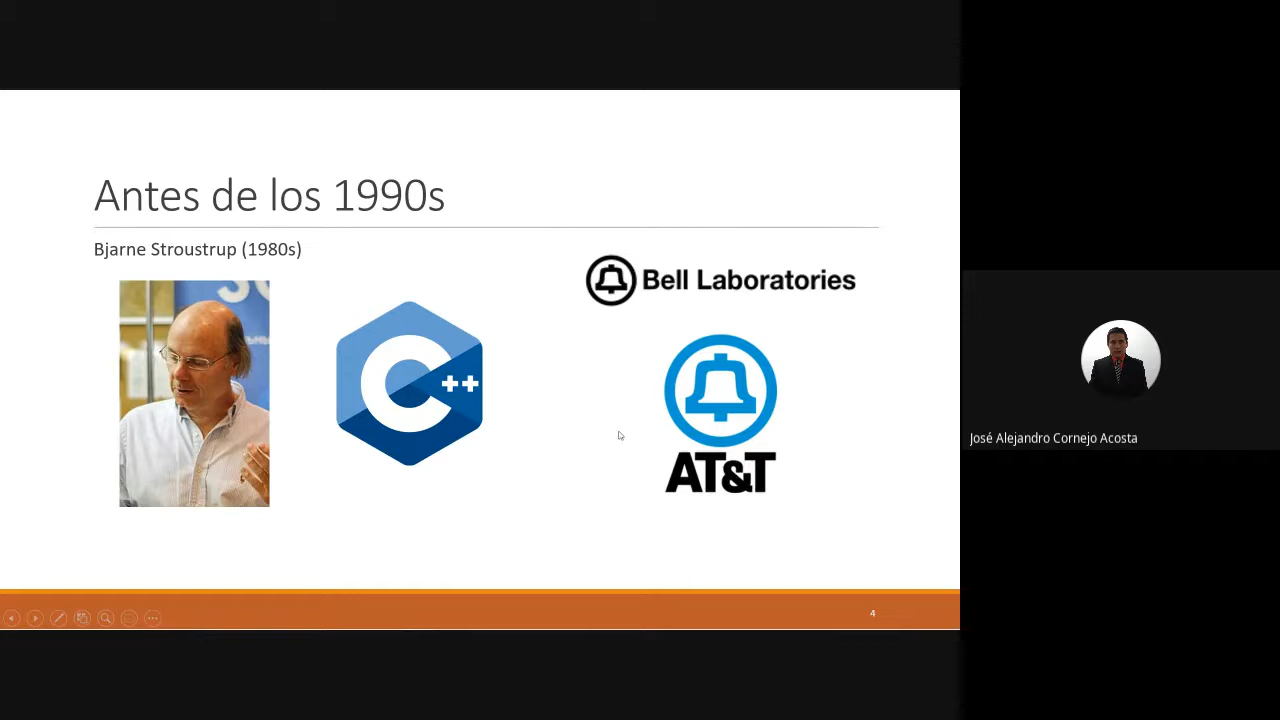 Antes de los 1990s
Bjarne Stroustrup (1980s)
Bell Laboratories
C++
AT&T
José Alejandro Cornejo Acosta
4